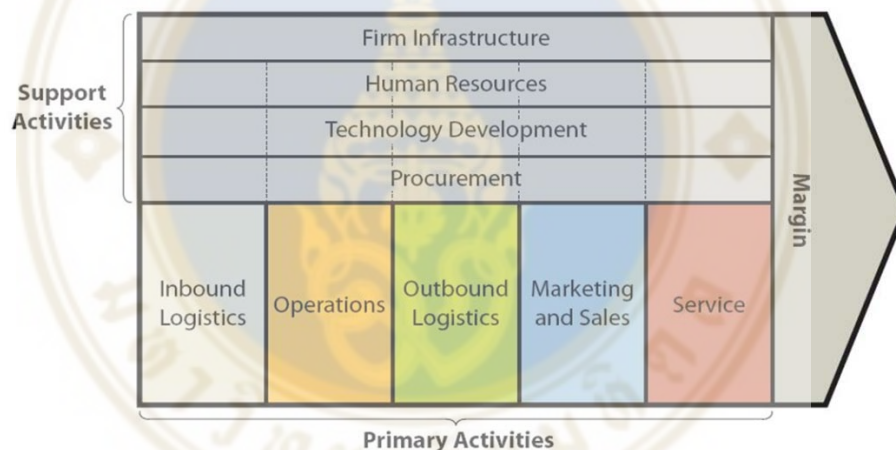 Firm Infrastructure
Human Resources
Support
Activities
Technology Development
Procurement
Margin
Inbound
Logistics
Operations
Outbound
Logistics
Marketing
and Sales
Service
Primary Activities